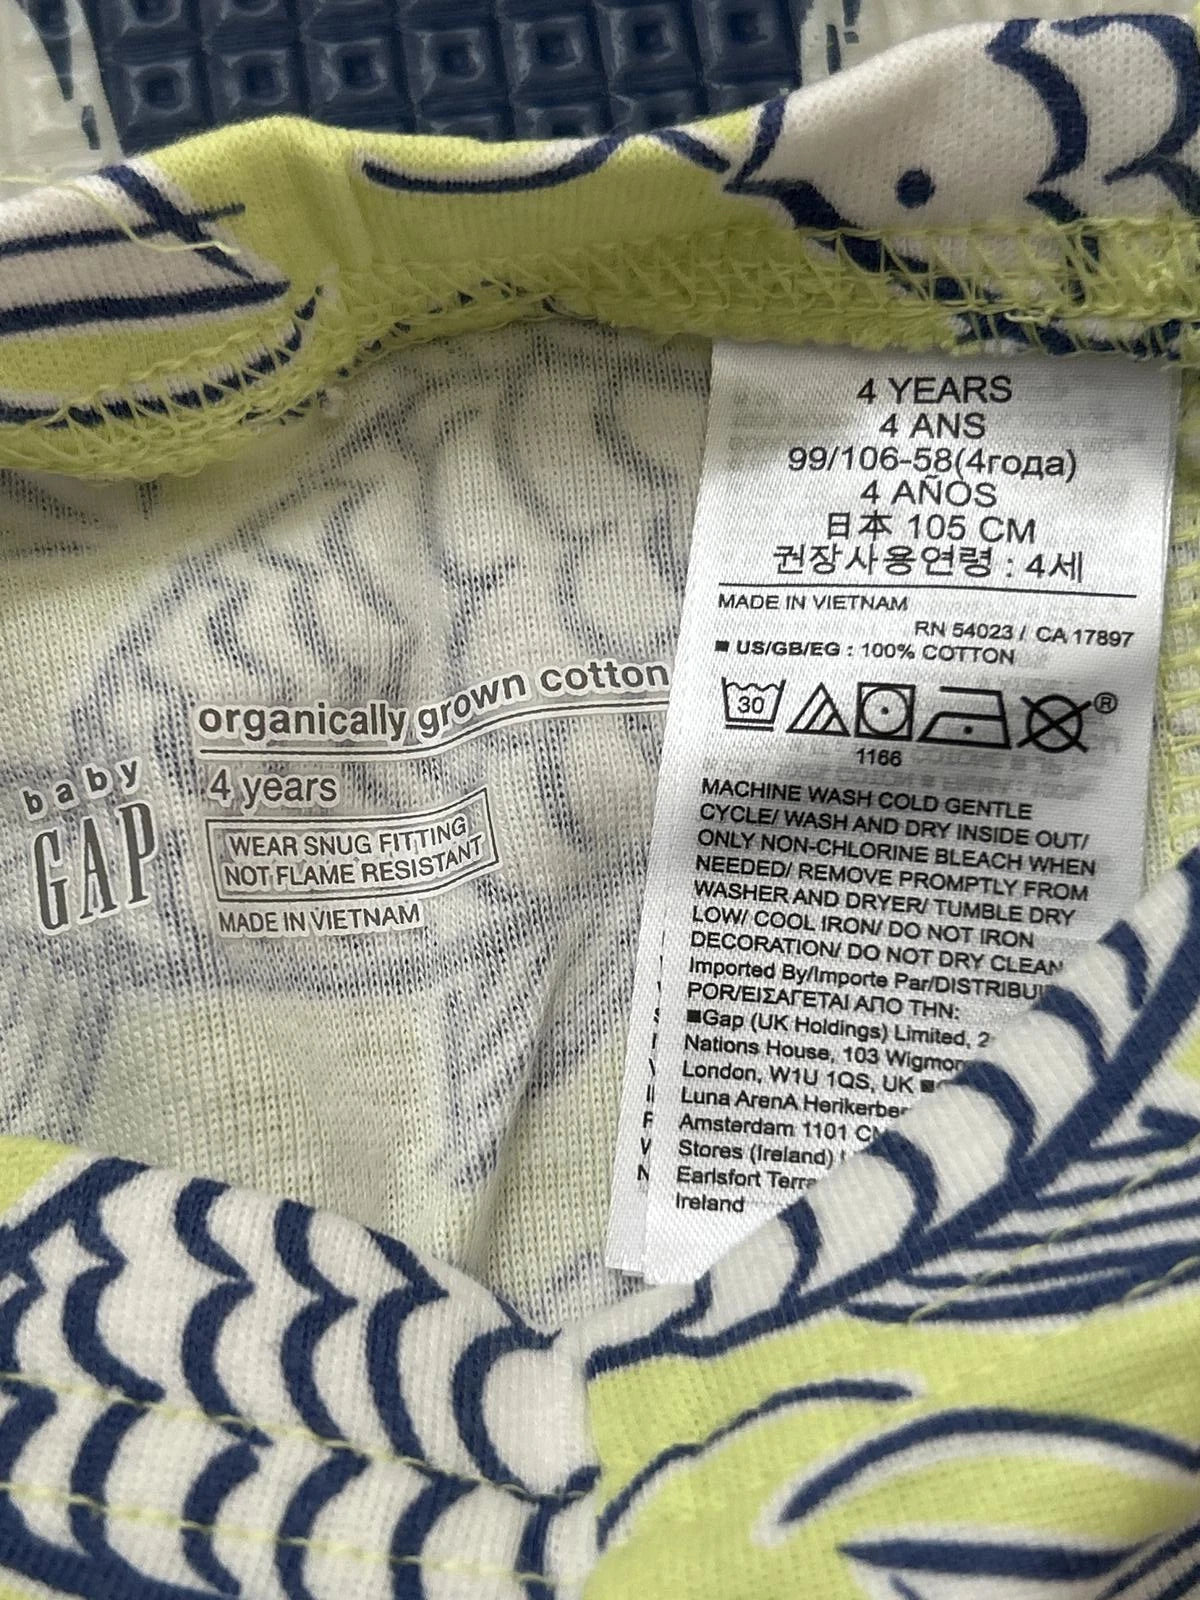 4 YEARS
4 ANS
99/106-58(4года)
4 AÑOS
日本 105 CM
권장사용연령 : 4세
MADE IN VIETNAM
RN 54023 / CA 17897
■ US/GB/EG : 100% COTTON
30
®
1166
MACHINE WASH COLD GENTLE
CYCLE/ WASH AND DRY INSIDE OUT/
ONLY NON-CHLORINE BLEACH WHEN
NEEDED/ REMOVE PROMPTLY FROM
WASHER AND DRYER/ TUMBLE DRY
LOW/ COOL IRON/ DO NOT IRON
DECORATION/ DO NOT DRY CLEAN
Imported By/Importe Par/DISTRIBUI
POR/ΕΙΣΑΓΕΤΑΙ ΑΠΟ ΤΗΝ:
■Gap (UK Holdings) Limited, 2
Nations House, 103 Wigmor
London, W1U 1QS, UK ■
Luna ArenA Herikerber
Amsterdam 1101 CN
Stores (Ireland)
Earlsfort Terra
Ireland
organically grown cotton
baby
GAP
4 years
WEAR SNUG FITTING
NOT FLAME RESISTANT
MADE IN VIETNAM